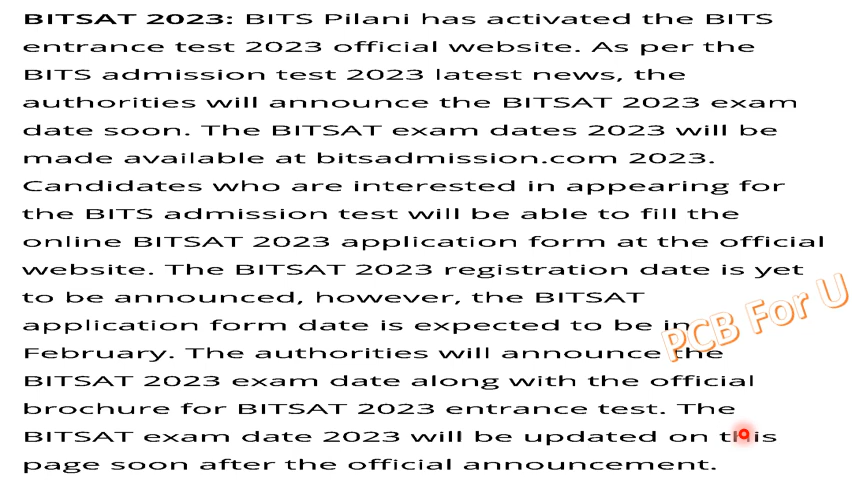 BITSAT 2023: BITS Pilani has activated the BITS
entrance test 2023 official website. As per the
BITS admission test 2023 latest news, the
authorities will announce the BITSAT 2023 exam
date soon. The BITSAT exam dates 2023 will be
made available at bitsadmission.com 2023.
Candidates who are interested in appearing for
the BITS admission test will be able to fill the
online BITSAT 2023 application form at the official
website. The BITSAT 2023 registration date is yet
to be announced, however, the BITSAT
application form date is expected to be in
February. The authorities will announce the
BITSAT 2023 exam date along with the official
brochure for BITSAT 2023 entrance test. The
BITSAT exam date 2023 will be updated on this
page soon after the official announcement.
PCB For U